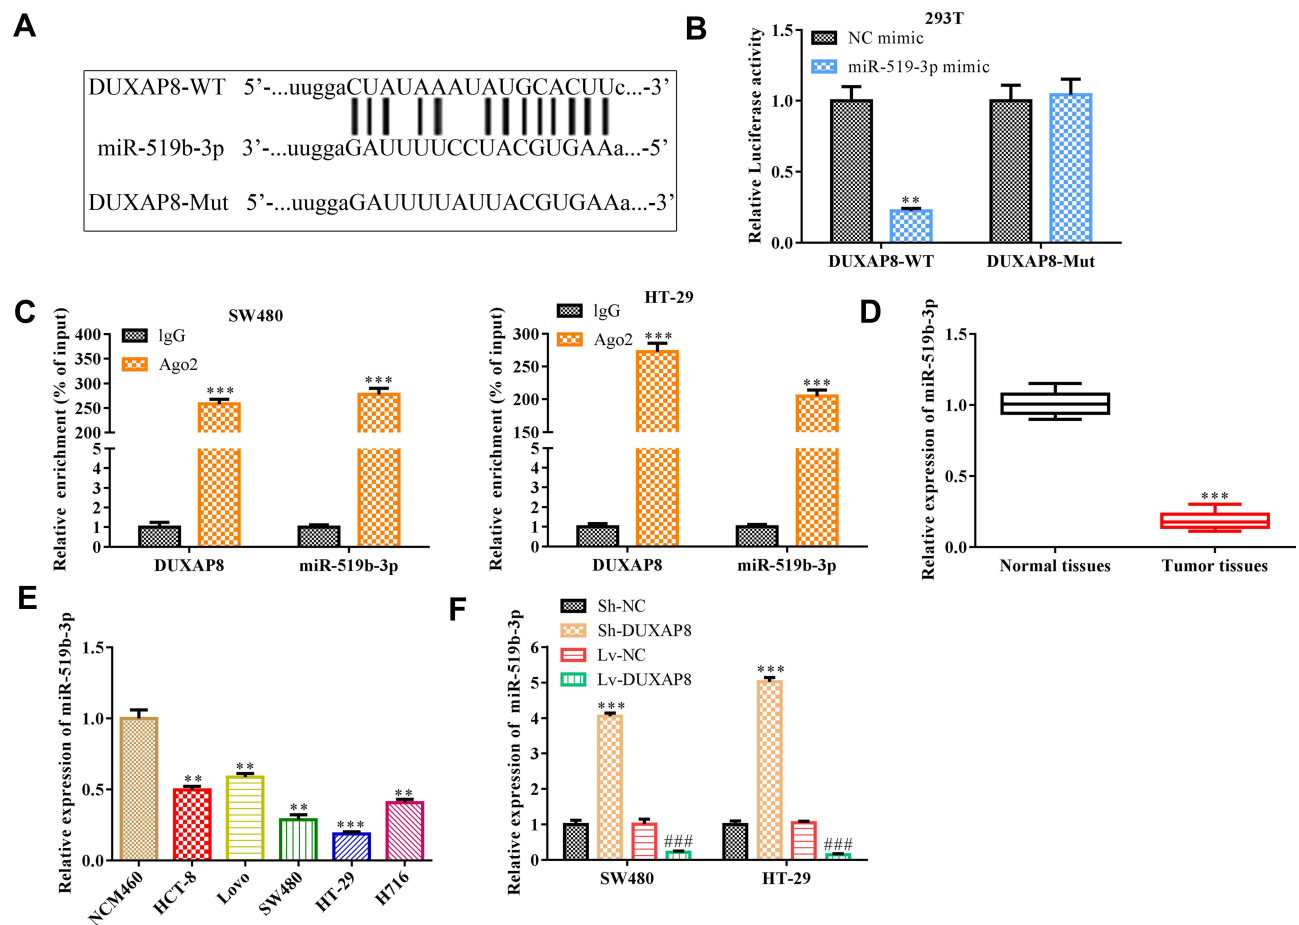 A
DUXAP8-WT 5’-...uuggaCUAUAAAUAUGCACUUc...-3’
miR-519b-3p 3’-...uuggaGAUUUUCCUACGUGAAa...-5’
DUXAP8-Mut 5’-...uuggaGAUUUUAUUACGUGAAa...-3’
B
293T
NC mimic
miR-519-3p mimic
Relative Luciferase activity
1.5
1.0
0.5
0.0
**
DUXAP8-WT DUXAP8-Mut
C
SW480
IgG
Ago2
Relative enrichment (% of input)
400
350
300
250
200
5
4
3
2
1
0
*** ***
DUXAP8 miR-519b-3p
HT-29
IgG
Ago2
Relative enrichment (% of input)
300
250
200
150
100
5
4
3
2
1
0
***
***
DUXAP8 miR-519b-3p
D
Relative expression of miR-519b-3p
1.5
1.0
0.5
0.0
***
Normal tissues Tumor tissues
E
Relative expression of miR-519b-3p
1.5
1.0
0.5
0.0
** ** ** *** **
NCM460 HCT-8 Lovo SW480 HT-29 H716
F
Sh-NC
Sh-DUXAP8
Lv-NC
Lv-DUXAP8
Relative expression of miR-519b-3p
6
5
4
3
2
1
0
*** ### *** ###
SW480 HT-29